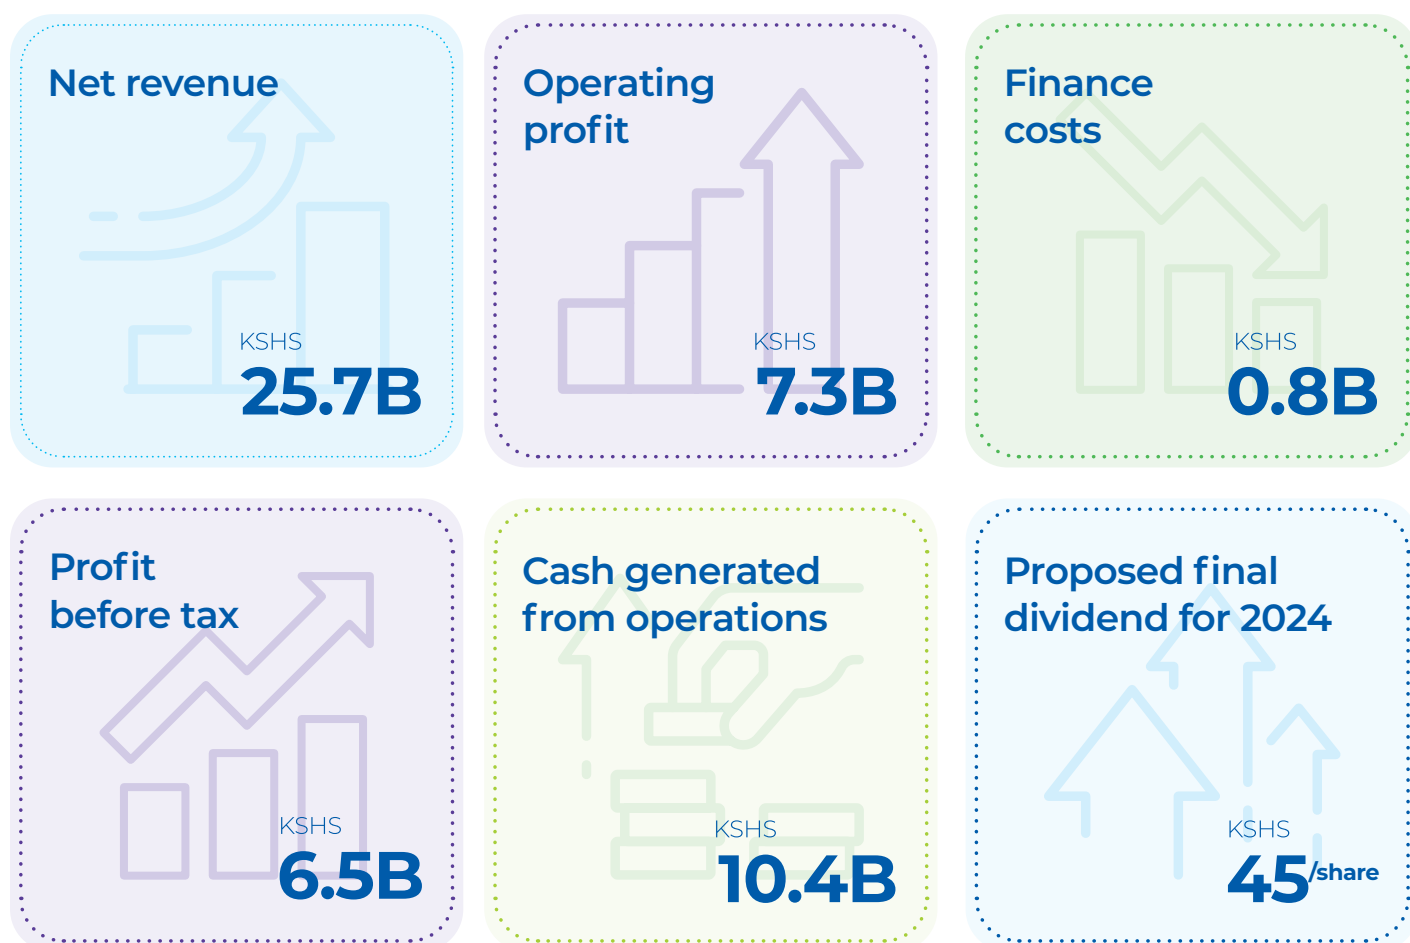 Net revenue
KSHS
25.7B
Operating
profit
KSHS
7.3B
Finance
costs
KSHS
0.8B
Profit
before tax
KSHS
6.5B
Cash generated
from operations
KSHS
10.4B
Proposed final
dividend for 2024
KSHS
45/share